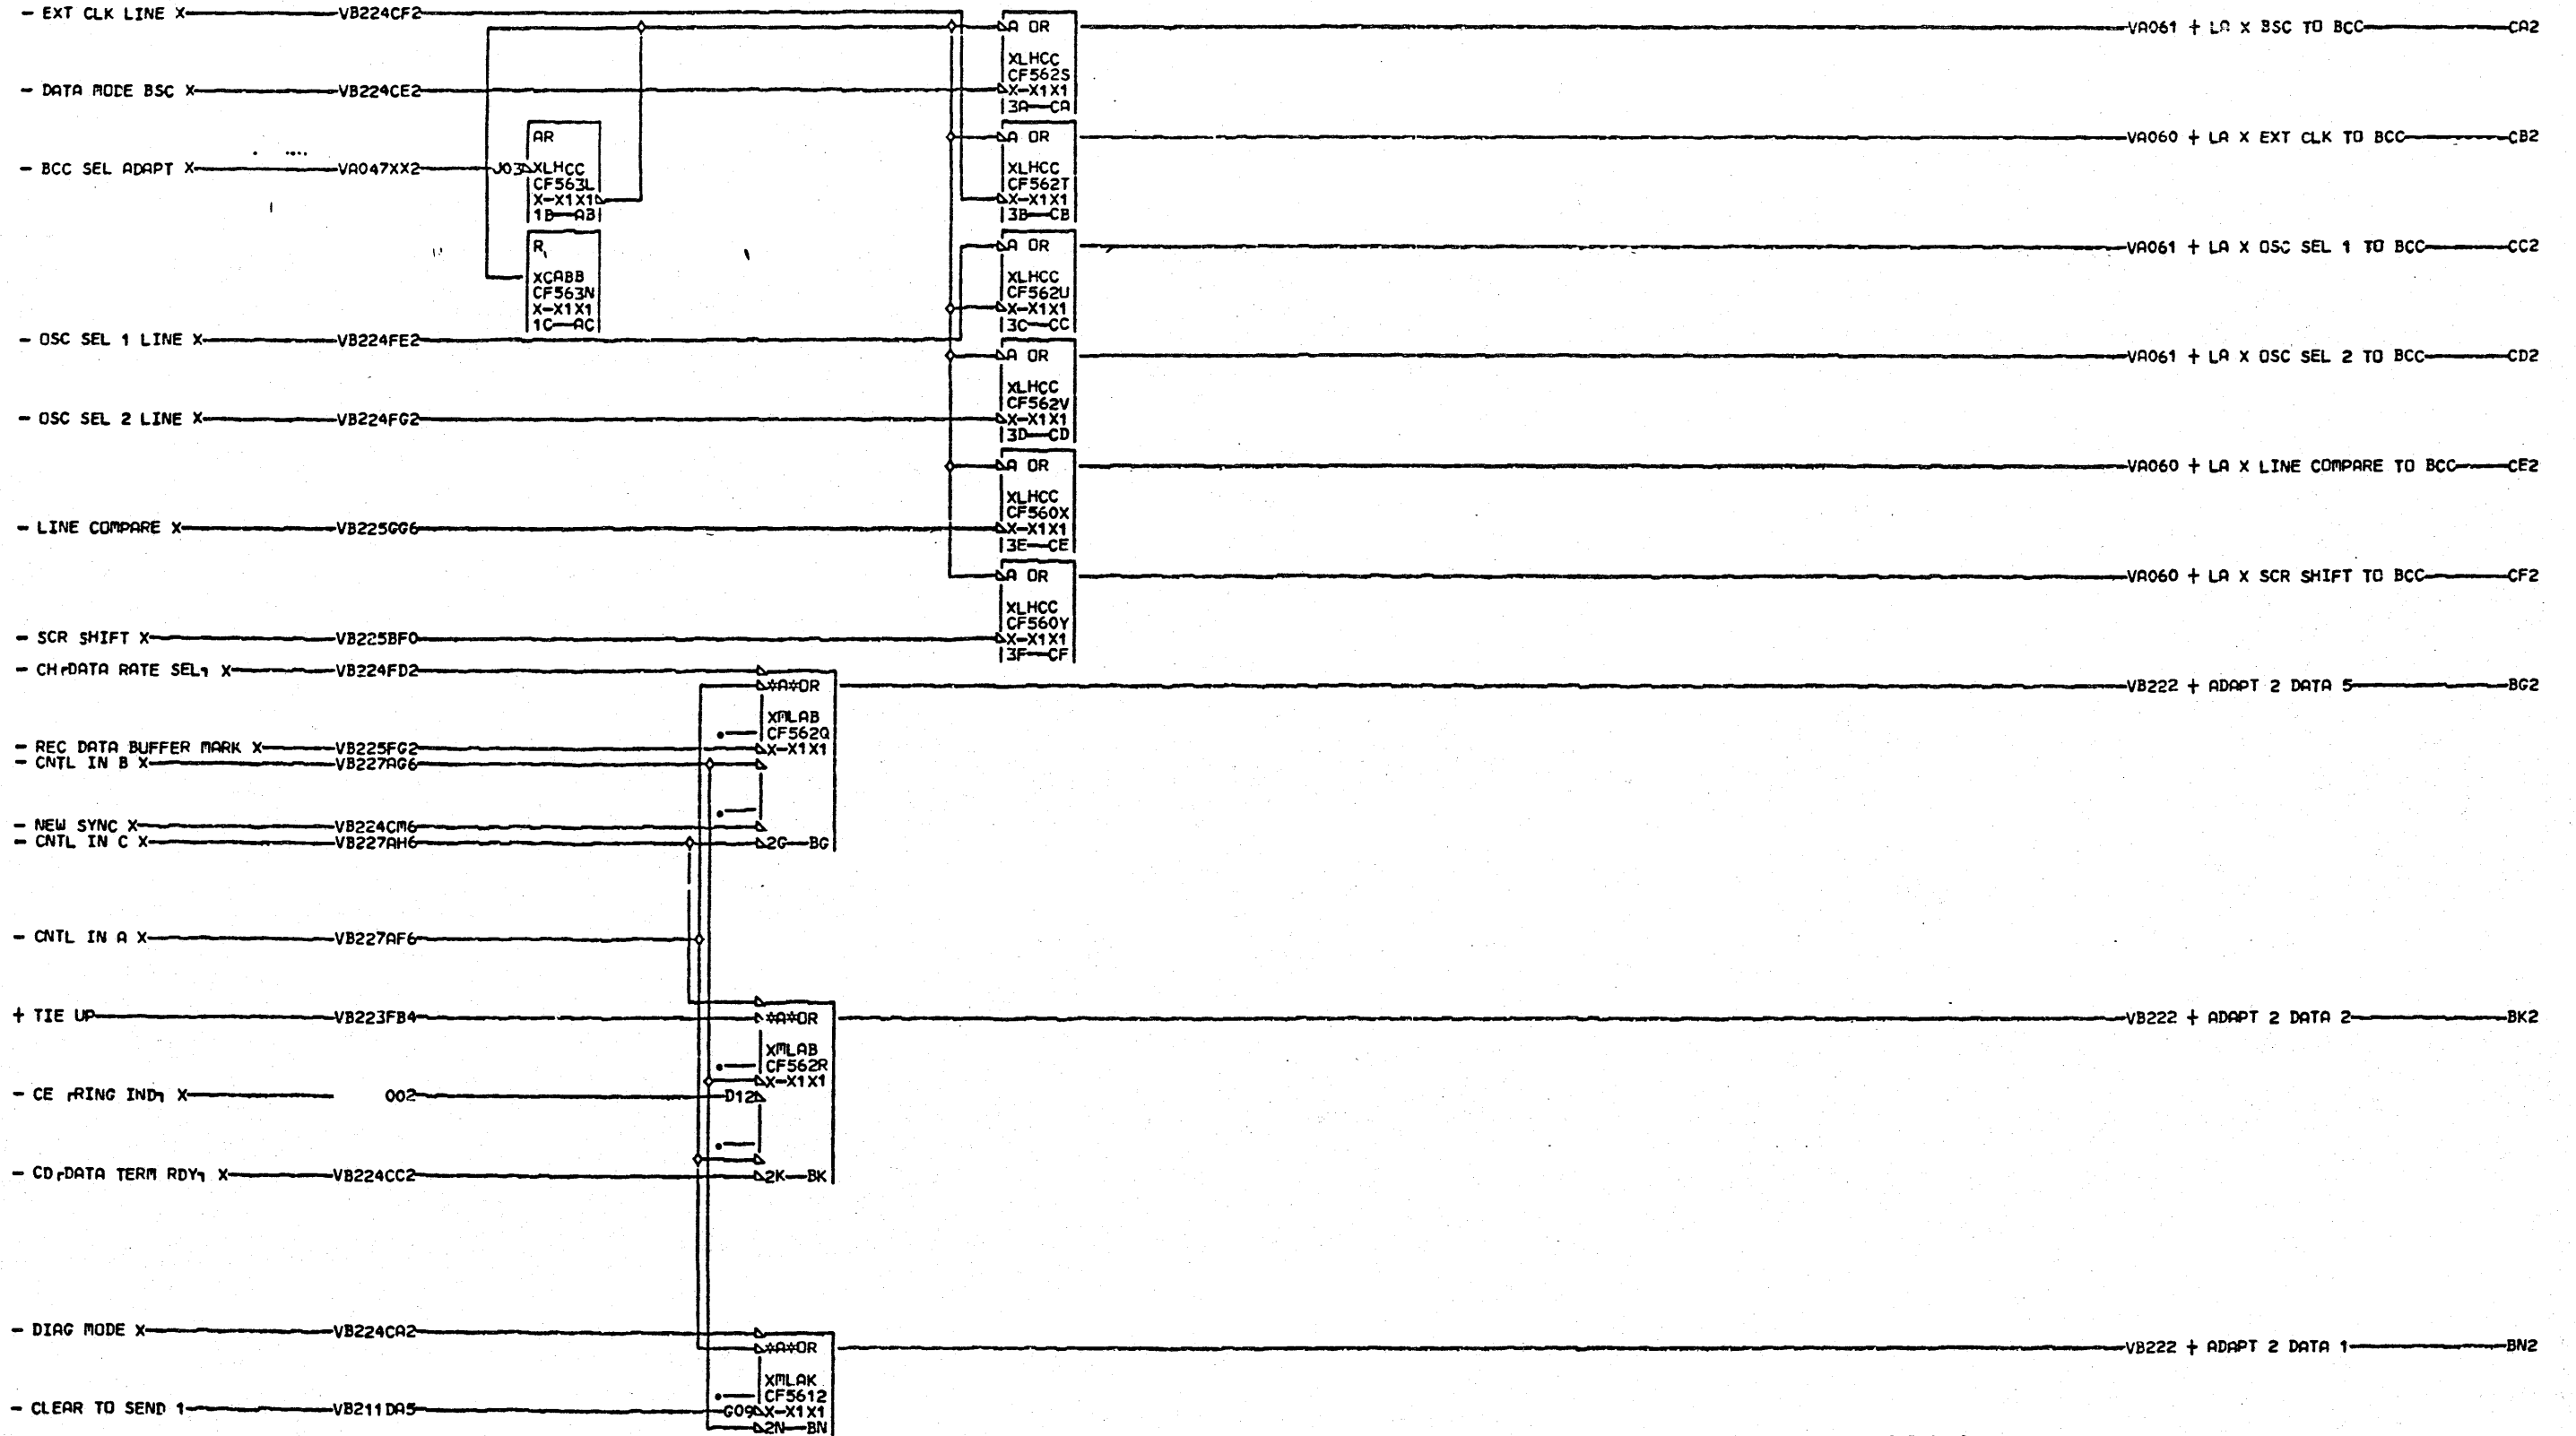 - EXT CLK LINE X VB224CF2
A OR VA061 + LA X BSC TO BCC CA2
XLHCC
CF562S
- DATA MODE BSC X VB224CE2 X-X1X1
3A CA
AR A OR VA060 + LA X EXT CLK TO BCC CB2
- BCC SEL ADAPT X VA047XX2 J03 XLHCC XLHCC
CF563L CF562T
X-X1X1 X-X1X1
1B AB 3B CB
R A OR VA061 + LA X OSC SEL 1 TO BCC CC2
XCABB XLHCC
CF563N CF562U
X-X1X1 X-X1X1
1C AC 3C CC
- OSC SEL 1 LINE X VB224FE2
A OR VA061 + LA X OSC SEL 2 TO BCC CD2
XLHCC
CF562V
- OSC SEL 2 LINE X VB224FG2 X-X1X1
3D CD
A OR VA060 + LA X LINE COMPARE TO BCC CE2
XLHCC
CF560X
- LINE COMPARE X VB225GG6 X-X1X1
3E CE
A OR VA060 + LA X SCR SHIFT TO BCC CF2
XLHCC
CF560Y
- SCR SHIFT X VB225BF0 X-X1X1
3F CF
- CH┌DATA RATE SEL┐ X VB224FD2
*A*OR VB222 + ADAPT 2 DATA 5 BG2
XMLAB
CF562Q
- REC DATA BUFFER MARK X VB225FG2 X-X1X1
- CNTL IN B X VB227AG6
- NEW SYNC X VB224CM6
- CNTL IN C X VB227AH6 2G BG
- CNTL IN A X VB227AF6
+ TIE UP VB223FB4 *A*OR VB222 + ADAPT 2 DATA 2 BK2
XMLAB
CF562R
X-X1X1
- CE ┌RING IND┐ X 002 D12
- CD┌DATA TERM RDY┐ X VB224CC2 2K BK
- DIAG MODE X VB224CA2
*A*OR VB222 + ADAPT 2 DATA 1 BN2
XMLAK
CF5612
- CLEAR TO SEND 1 VB211DA5 G09 X-X1X1
2N BN